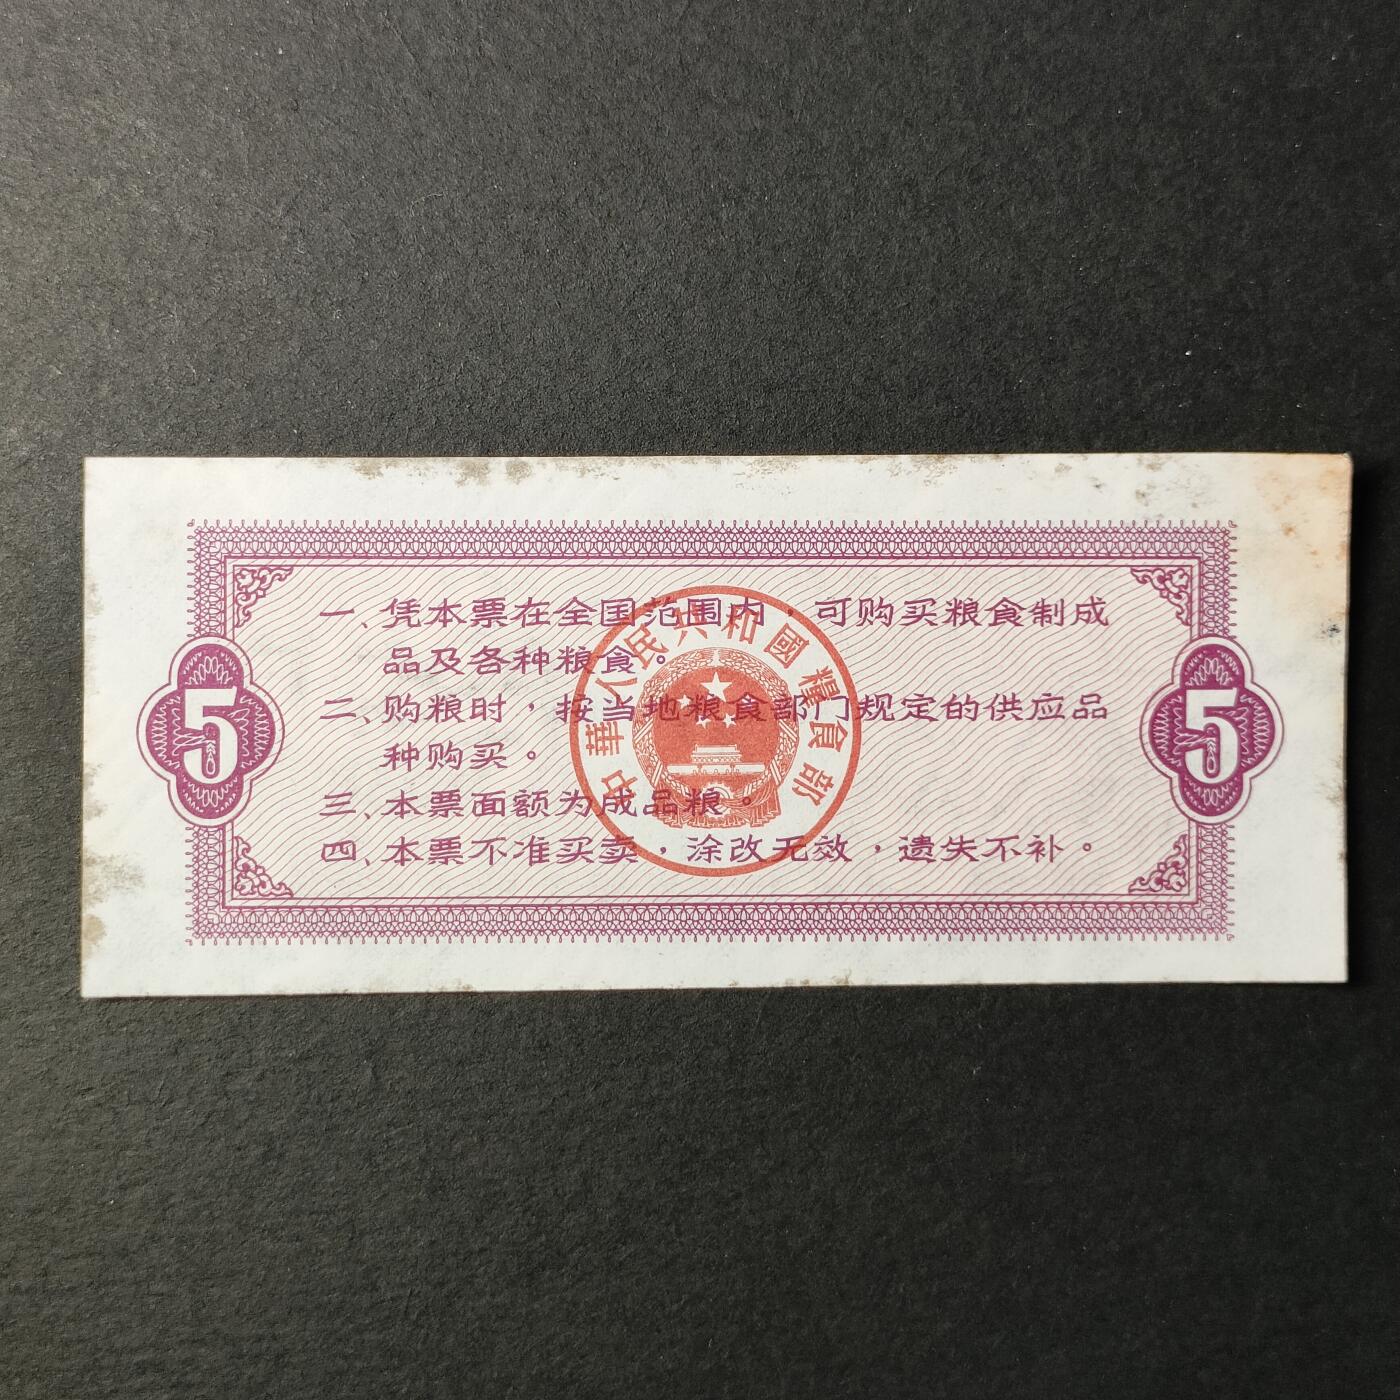 一、凭本票在全国范围内，可购买粮食制成
品及各种粮食。
二、购粮时，按当地粮食部门规定的供应品
种购买。
三、本票面额为成品粮。
四、本票不准买卖，涂改无效，遗失不补。
5
5
中華人民共和國糧食部